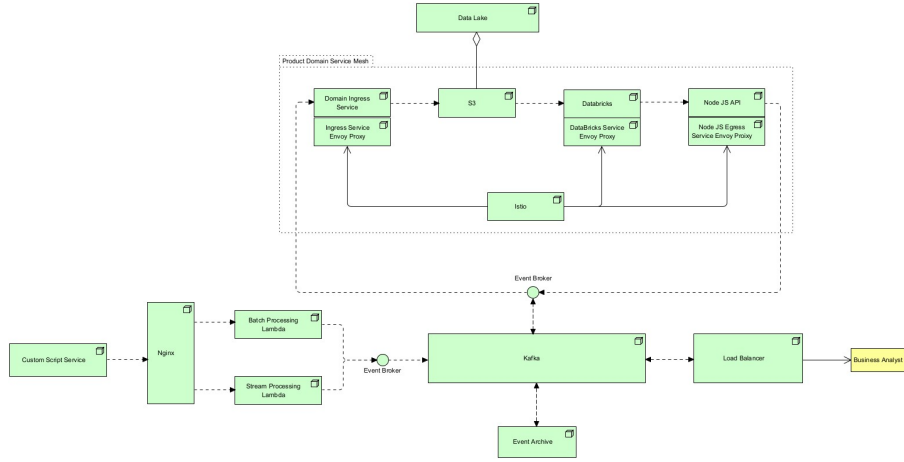 Data Lake
Product Domain Service Mesh
Domain Ingress
Service
S3
Databricks
Node JS API
Ingress Service
Envoy Proxy
DataBricks Service
Envoy Proxy
Node JS Egress
Service Envoy Proixy
Istio
Event Broker
Custom Script Service
Nginx
Batch Processing
Lambda
Stream Processing
Lambda
Event Broker
Kafka
Load Balancer
Business Analyst
Event Archive